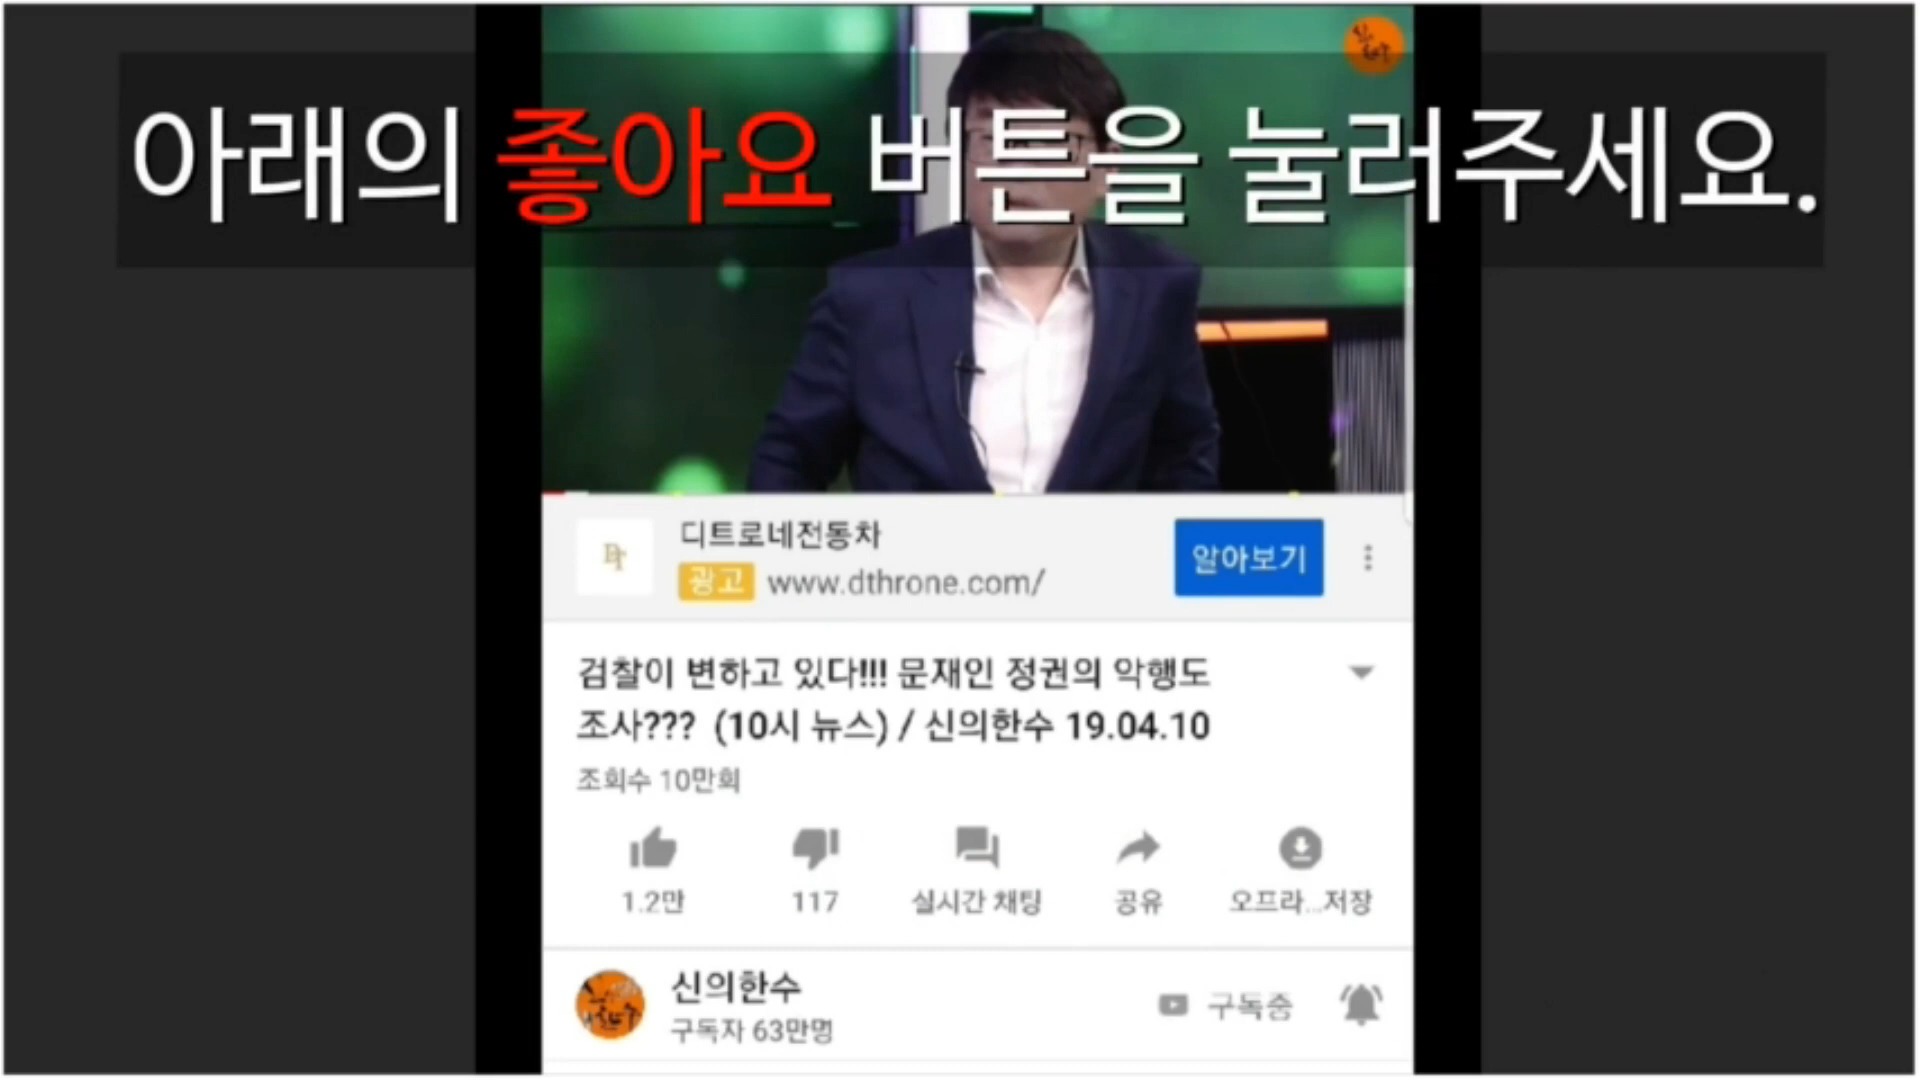 아래의 좋아요 버튼을 눌러주세요.
디트로네전동차
알아보기
광고 www.dthrone.com/
검찰이 변하고 있다!!! 문재인 정권의 악행도
조사??? (10시 뉴스) / 신의한수 19.04.10
조회수 10만회
1.2만
117
실시간 채팅
공유
오프라...저장
신의한수
구독자 63만명
구독중